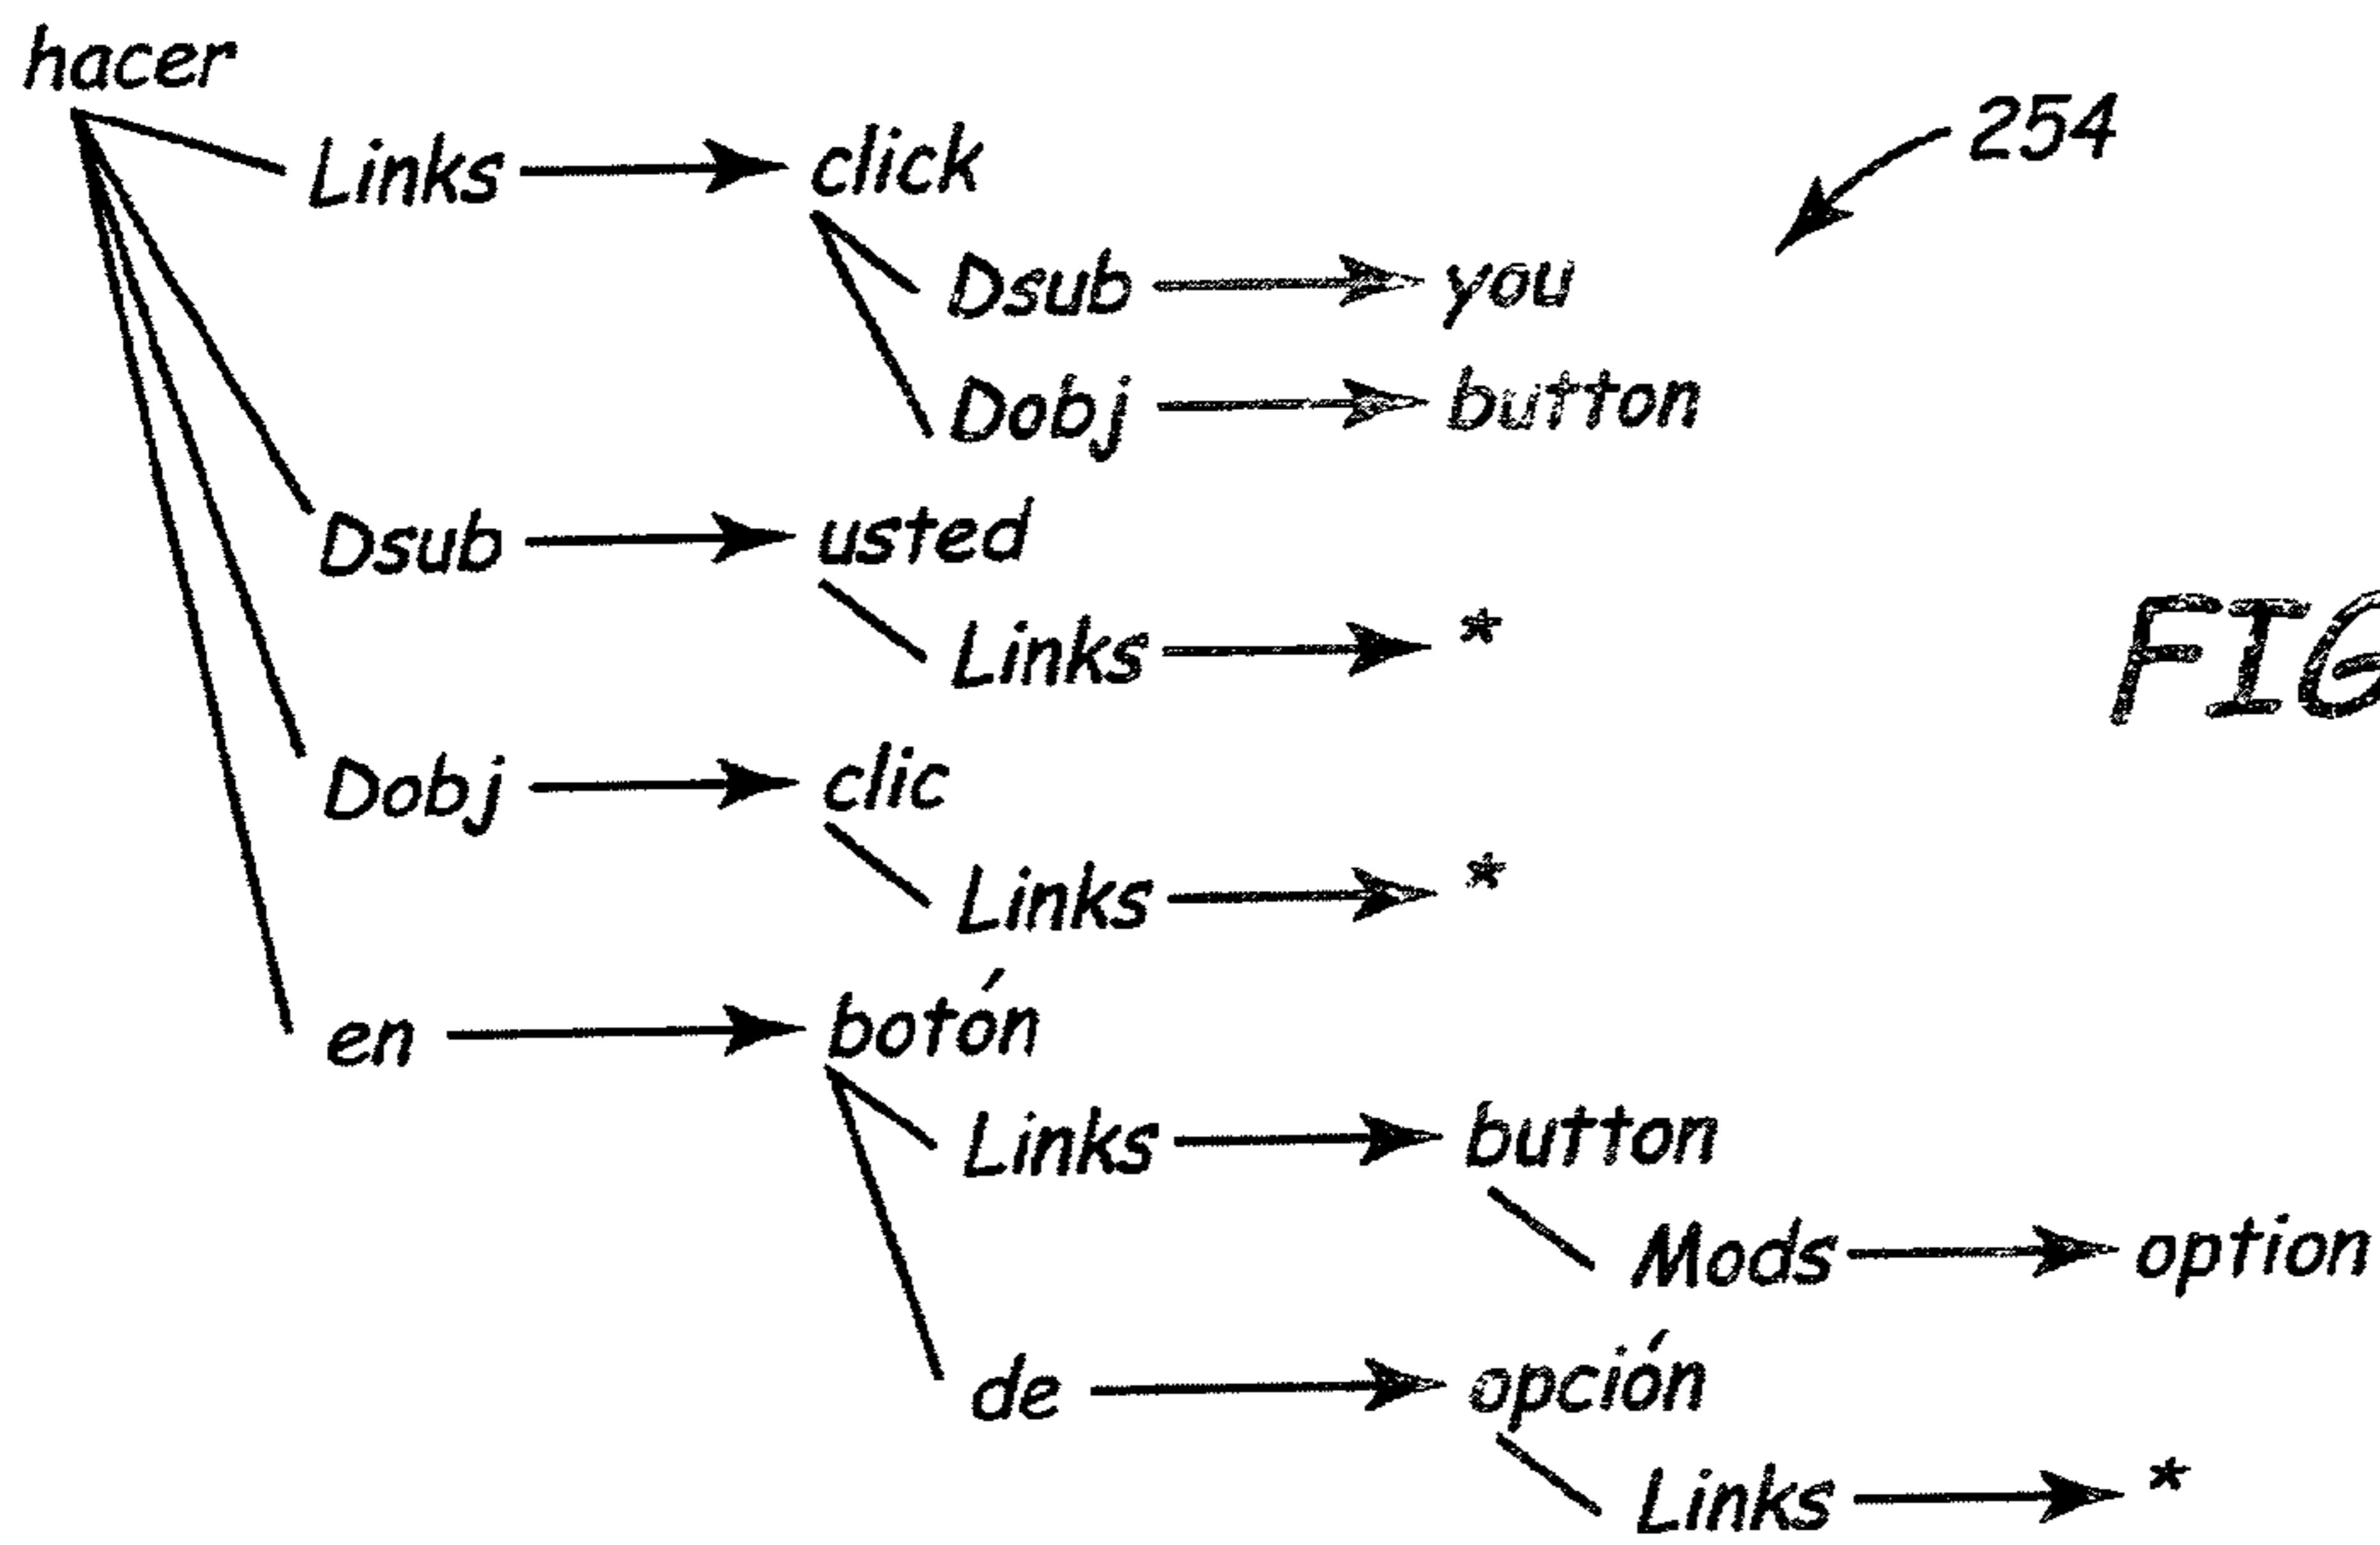 hacer
Links click
254
Dsub you
Dobj button
Dsub usted
Links *
FIG
Dobj clic
Links *
en botón
Links button
Mods option
de opción
Links *